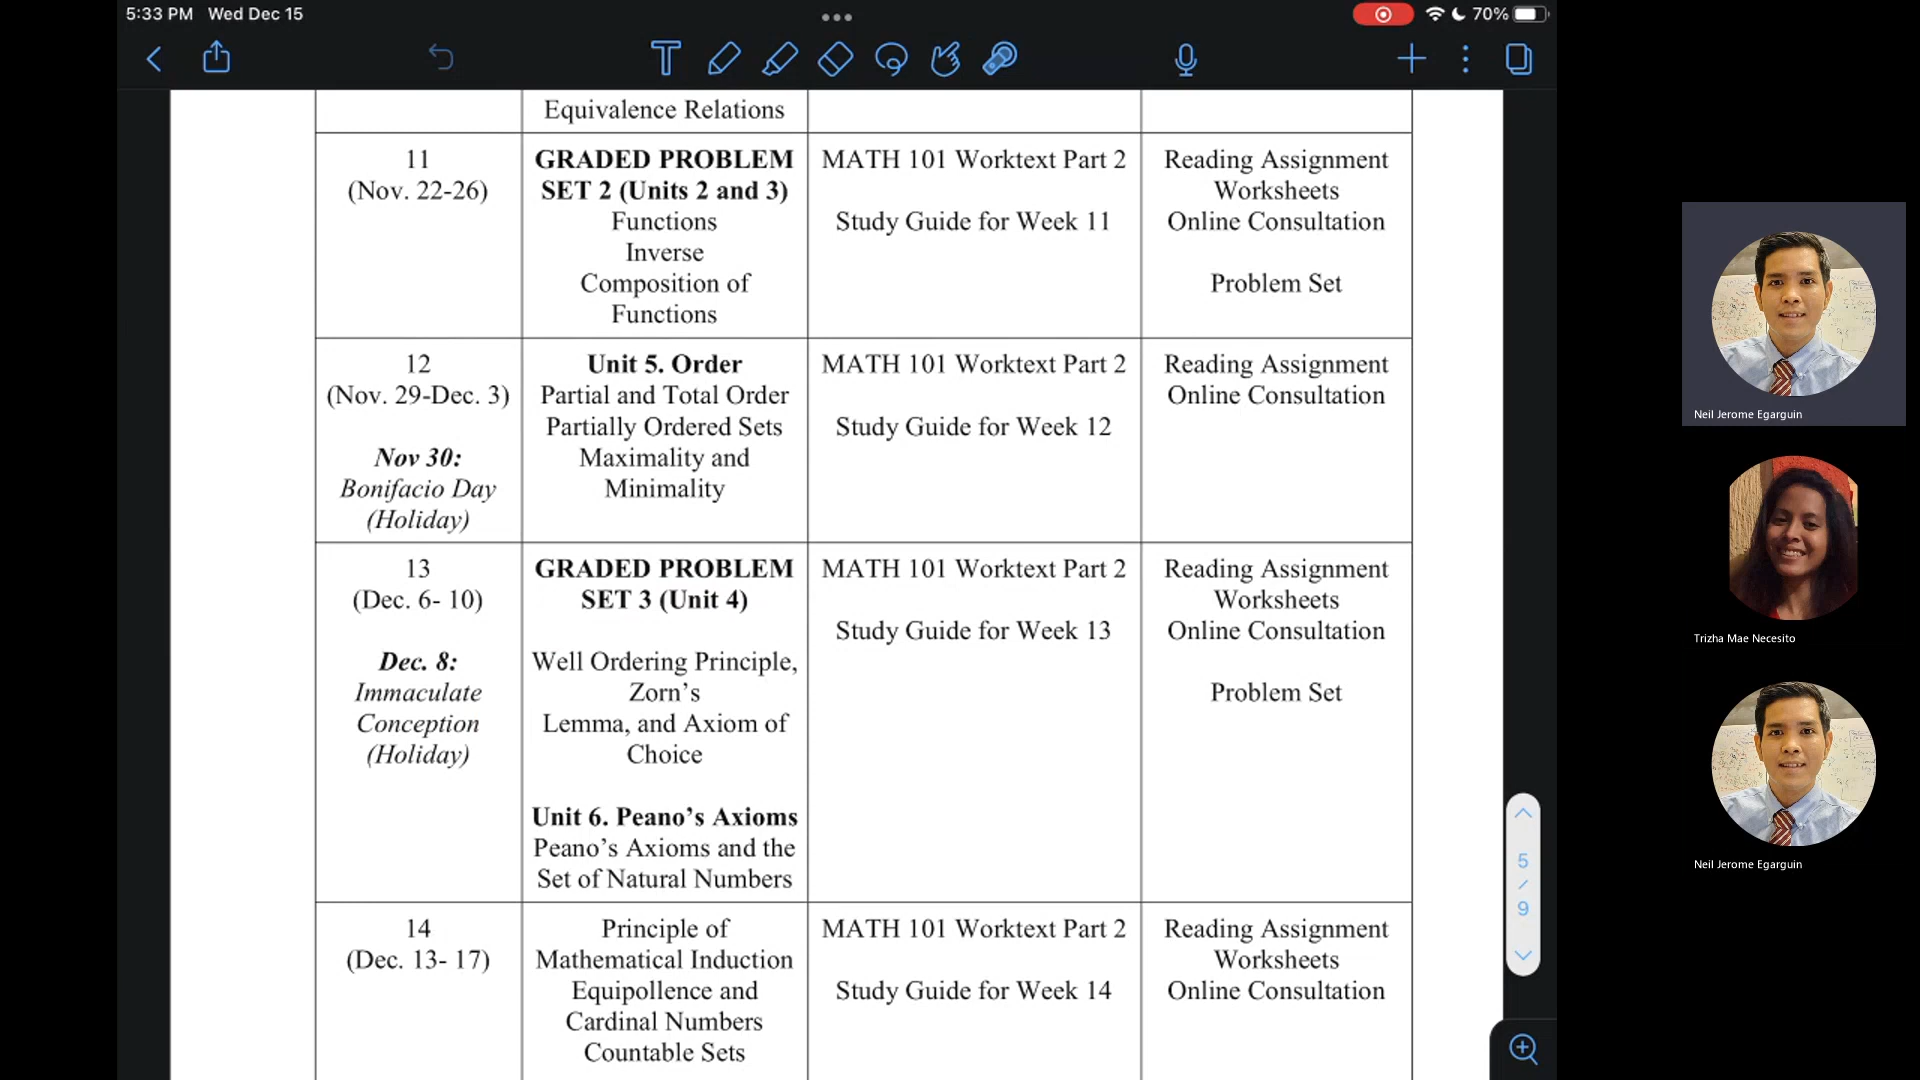 5:33 PM Wed Dec 15
70%
Equivalence Relations
11
(Nov. 22-26)
GRADED PROBLEM
SET 2 (Units 2 and 3)
Functions
Inverse
Composition of
Functions
MATH 101 Worktext Part 2
Study Guide for Week 11
Reading Assignment
Worksheets
Online Consultation
Problem Set
12
(Nov. 29-Dec. 3)
Nov 30:
Bonifacio Day
(Holiday)
Unit 5. Order
Partial and Total Order
Partially Ordered Sets
Maximality and
Minimality
MATH 101 Worktext Part 2
Study Guide for Week 12
Reading Assignment
Online Consultation
13
(Dec. 6- 10)
Dec. 8:
Immaculate
Conception
(Holiday)
GRADED PROBLEM
SET 3 (Unit 4)
Well Ordering Principle,
Zorn’s
Lemma, and Axiom of
Choice
Unit 6. Peano’s Axioms
Peano’s Axioms and the
Set of Natural Numbers
MATH 101 Worktext Part 2
Study Guide for Week 13
Reading Assignment
Worksheets
Online Consultation
Problem Set
14
(Dec. 13- 17)
Principle of
Mathematical Induction
Equipollence and
Cardinal Numbers
Countable Sets
MATH 101 Worktext Part 2
Study Guide for Week 14
Reading Assignment
Worksheets
Online Consultation
5
/
9
Neil Jerome Egarguin
Trizha Mae Necesito
Neil Jerome Egarguin